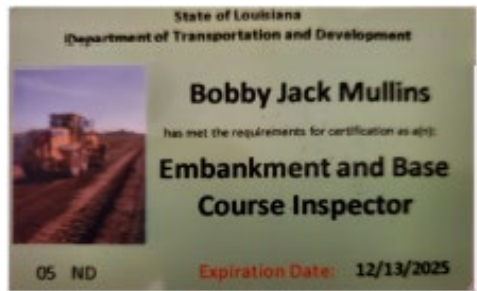 State of Louisiana
Department of Transportation and Development
Bobby Jack Mullins
has met the requirements for certification as a(n):
Embankment and Base
Course Inspector
05 ND
Expiration Date: 12/13/2025